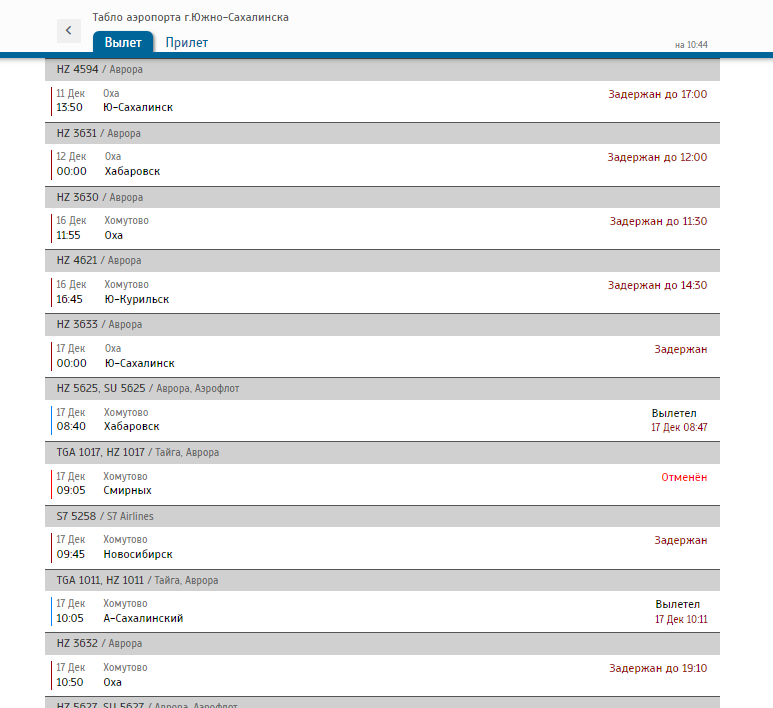 Табло аэропорта г.Южно-Сахалинска
Вылет Прилет
на 10:44
HZ 4594 / Аврора
11 Дек Оха Задержан до 17:00
13:50 Ю-Сахалинск
HZ 3631 / Аврора
12 Дек Оха Задержан до 12:00
00:00 Хабаровск
HZ 3630 / Аврора
16 Дек Хомутово Задержан до 11:30
11:55 Оха
HZ 4621 / Аврора
16 Дек Хомутово Задержан до 14:30
16:45 Ю-Курильск
HZ 3633 / Аврора
17 Дек Оха Задержан
00:00 Ю-Сахалинск
HZ 5625, SU 5625 / Аврора, Аэрофлот
17 Дек Хомутово Вылетел
08:40 Хабаровск 17 Дек 08:47
TGA 1017, HZ 1017 / Тайга, Аврора
17 Дек Хомутово Отменён
09:05 Смирных
S7 5258 / S7 Airlines
17 Дек Хомутово Задержан
09:45 Новосибирск
TGA 1011, HZ 1011 / Тайга, Аврора
17 Дек Хомутово Вылетел
10:05 А-Сахалинский 17 Дек 10:11
HZ 3632 / Аврора
17 Дек Хомутово Задержан до 19:10
10:50 Оха
HZ 5627, SU 5627 / Аврора, Аэрофлот